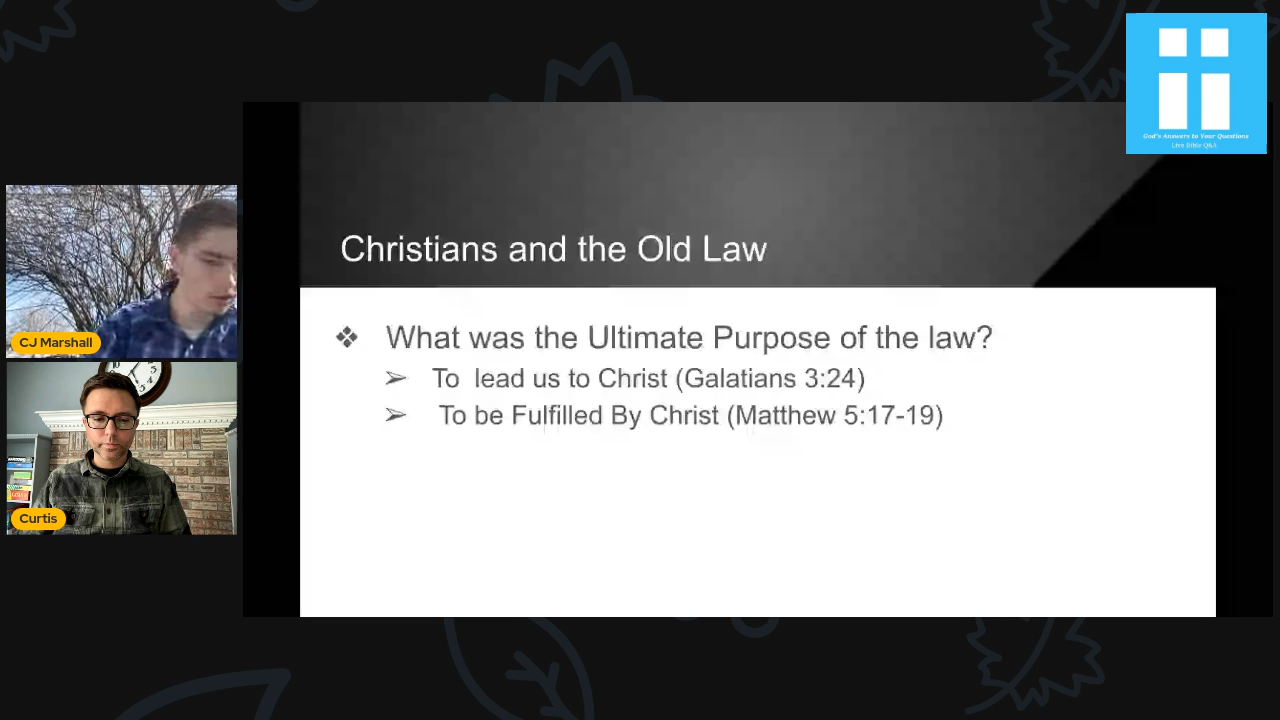 God's Answers to Your Questions
Live Bible Q&A
Christians and the Old Law
❖ What was the Ultimate Purpose of the law?
➢ To lead us to Christ (Galatians 3:24)
➢ To be Fulfilled By Christ (Matthew 5:17-19)
CJ Marshall
Curtis